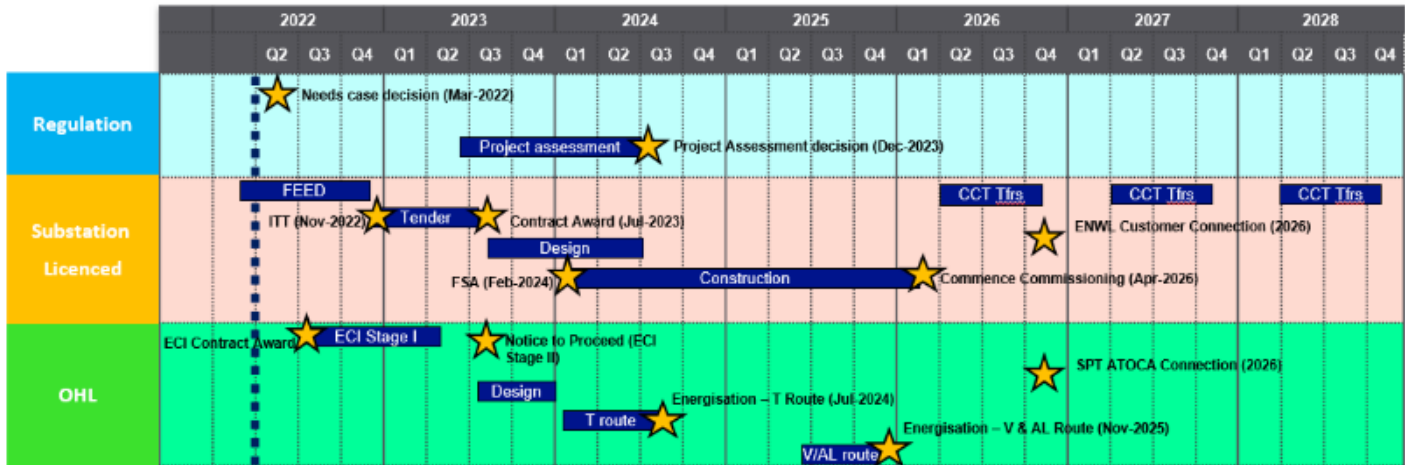 2022 2023 2024 2025 2026 2027 2028
Q2 Q3 Q4 Q1 Q2 Q3 Q4 Q1 Q2 Q3 Q4 Q1 Q2 Q3 Q4 Q1 Q2 Q3 Q4 Q1 Q2 Q3 Q4 Q1 Q2 Q3 Q4
Regulation
Needs case decision (Mar-2022)
Project assessment
Project Assessment decision (Dec-2023)
Substation
Licenced
FEED
CCT Tfrs
CCT Tfrs
CCT Tfrs
ITT (Nov-2022)
Tender
Contract Award (Jul-2023)
ENWL Customer Connection (2026)
Design
FSA (Feb-2024)
Construction
Commence Commissioning (Apr-2026)
OHL
ECI Contract Award
ECI Stage I
Notice to Proceed (ECI
Stage II)
SPT ATOCA Connection (2026)
Design
Energisation – T Route (Jul-2024)
T route
Energisation – V & AL Route (Nov-2025)
V/AL route